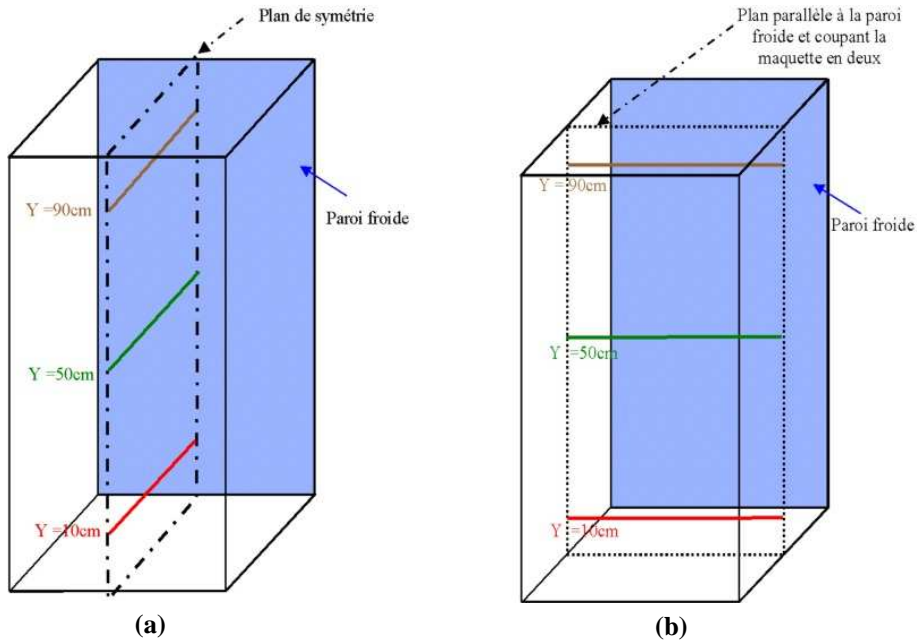 Plan de symétrie
Y =90cm
Paroi froide
Y =50cm
Y =10cm
(a)
Plan parallèle à la paroi
froide et coupant la
maquette en deux
Y = 90cm
Paroi froide
Y =50cm
Y =10cm
(b)